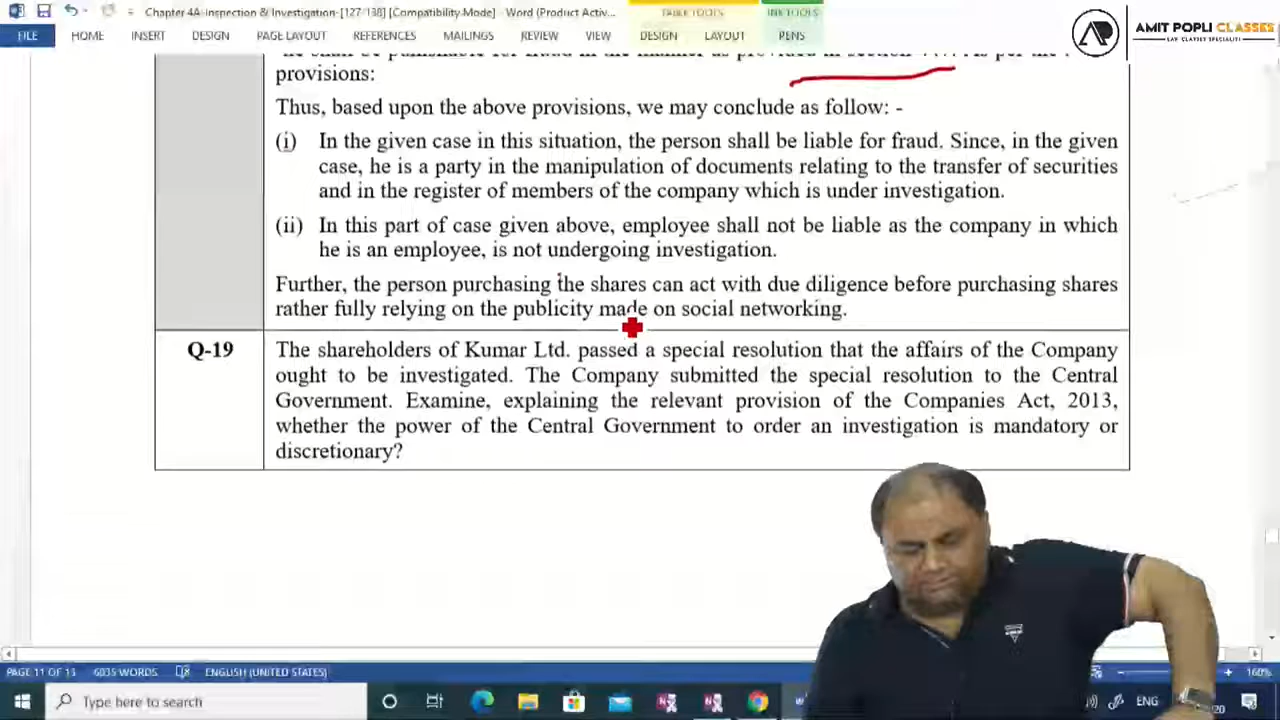 Chapter 4A-Inspection & Investigation-[127-138] [Compatibility Mode] - Word (Product Activ...
TABLE TOOLS
INK TOOLS
FILE HOME INSERT DESIGN PAGE LAYOUT REFERENCES MAILINGS REVIEW VIEW DESIGN LAYOUT PENS
AMIT POPLI CLASSES
provisions:
Thus, based upon the above provisions, we may conclude as follow: -
(i) In the given case in this situation, the person shall be liable for fraud. Since, in the given
case, he is a party in the manipulation of documents relating to the transfer of securities
and in the register of members of the company which is under investigation.
(ii) In this part of case given above, employee shall not be liable as the company in which
he is an employee, is not undergoing investigation.
Further, the person purchasing the shares can act with due diligence before purchasing shares
rather fully relying on the publicity made on social networking.
Q-19
The shareholders of Kumar Ltd. passed a special resolution that the affairs of the Company
ought to be investigated. The Company submitted the special resolution to the Central
Government. Examine, explaining the relevant provision of the Companies Act, 2013,
whether the power of the Central Government to order an investigation is mandatory or
discretionary?
PAGE 11 OF 13 6035 WORDS ENGLISH (UNITED STATES) 160%
Type here to search
ENG